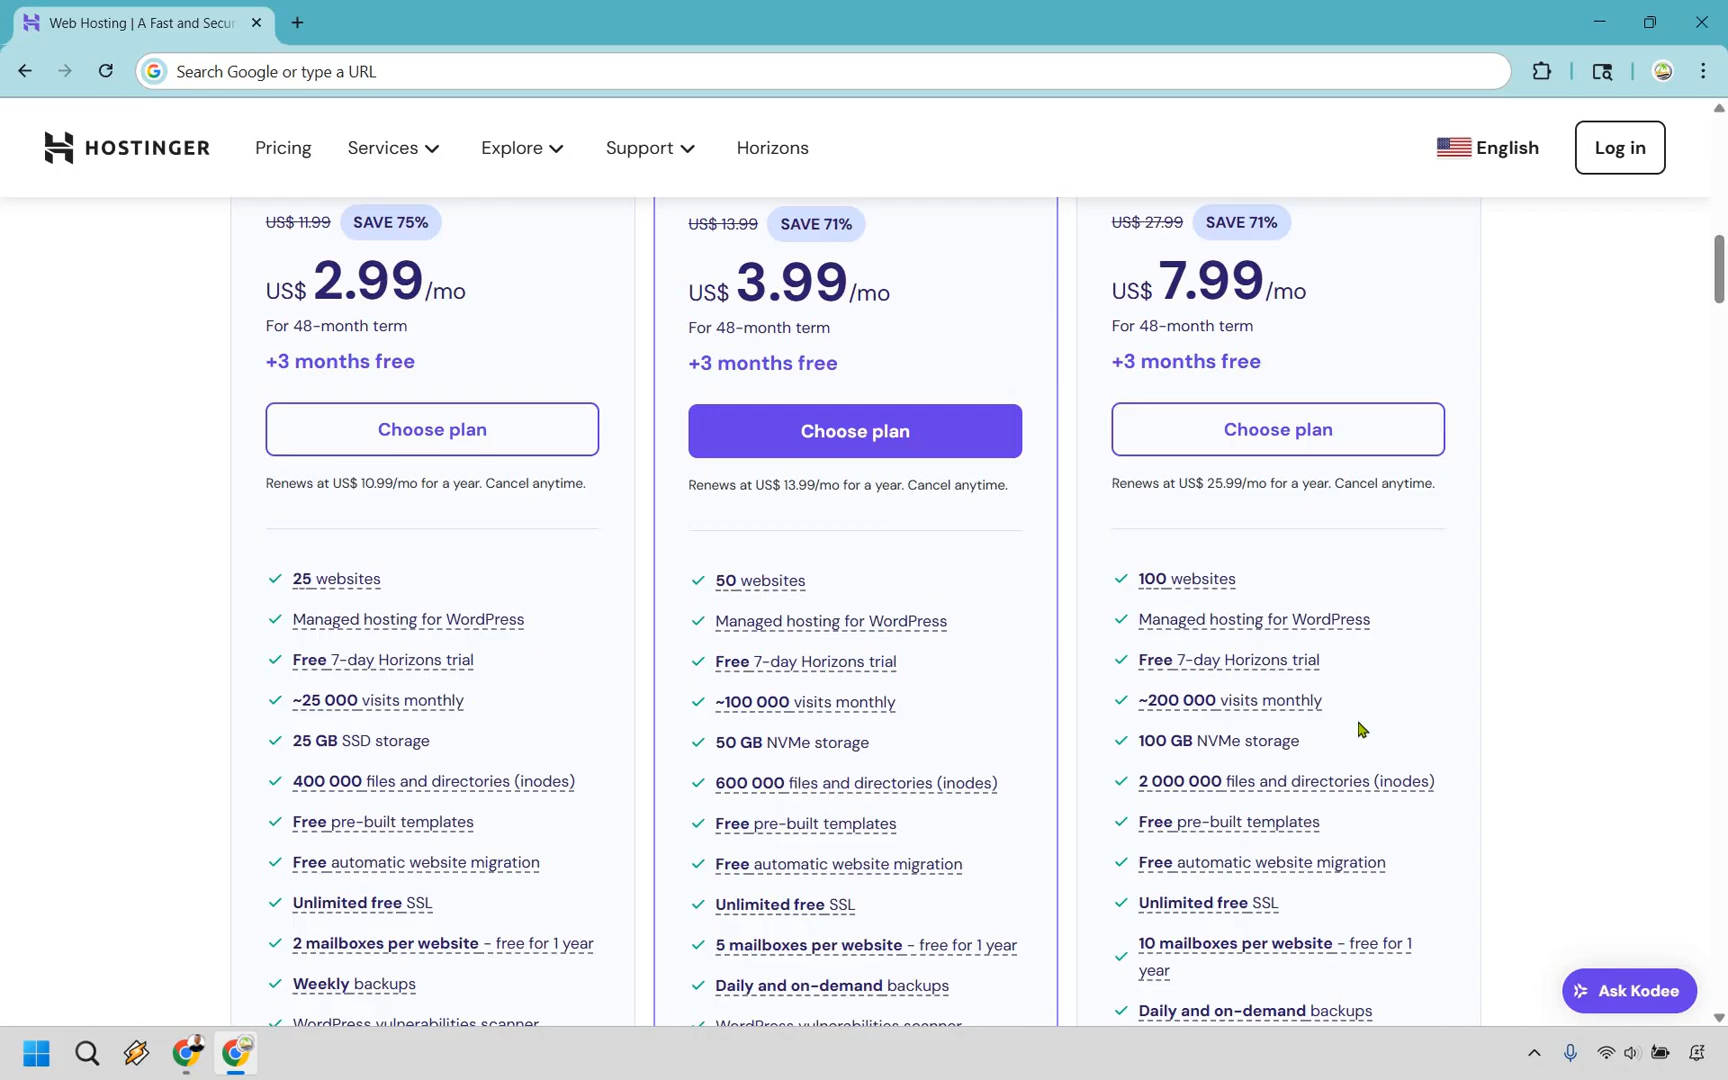 Web Hosting | A Fast and Secur
Search Google or type a URL
HOSTINGER
Pricing
Services
Explore
Support
Horizons
English
Log in
US$ 11.99 SAVE 75%
US$ 2.99/mo
For 48-month term
+3 months free
Choose plan
Renews at US$ 10.99/mo for a year. Cancel anytime.
25 websites
Managed hosting for WordPress
Free 7-day Horizons trial
~25 000 visits monthly
25 GB SSD storage
400 000 files and directories (inodes)
Free pre-built templates
Free automatic website migration
Unlimited free SSL
2 mailboxes per website - free for 1 year
Weekly backups
WordPress vulnerabilities scanner
US$ 13.99 SAVE 71%
US$ 3.99/mo
For 48-month term
+3 months free
Choose plan
Renews at US$ 13.99/mo for a year. Cancel anytime.
50 websites
Managed hosting for WordPress
Free 7-day Horizons trial
~100 000 visits monthly
50 GB NVMe storage
600 000 files and directories (inodes)
Free pre-built templates
Free automatic website migration
Unlimited free SSL
5 mailboxes per website - free for 1 year
Daily and on-demand backups
WordPress vulnerabilities scanner
US$ 27.99 SAVE 71%
US$ 7.99/mo
For 48-month term
+3 months free
Choose plan
Renews at US$ 25.99/mo for a year. Cancel anytime.
100 websites
Managed hosting for WordPress
Free 7-day Horizons trial
~200 000 visits monthly
100 GB NVMe storage
2 000 000 files and directories (inodes)
Free pre-built templates
Free automatic website migration
Unlimited free SSL
10 mailboxes per website - free for 1
year
Daily and on-demand backups
Ask Kodee